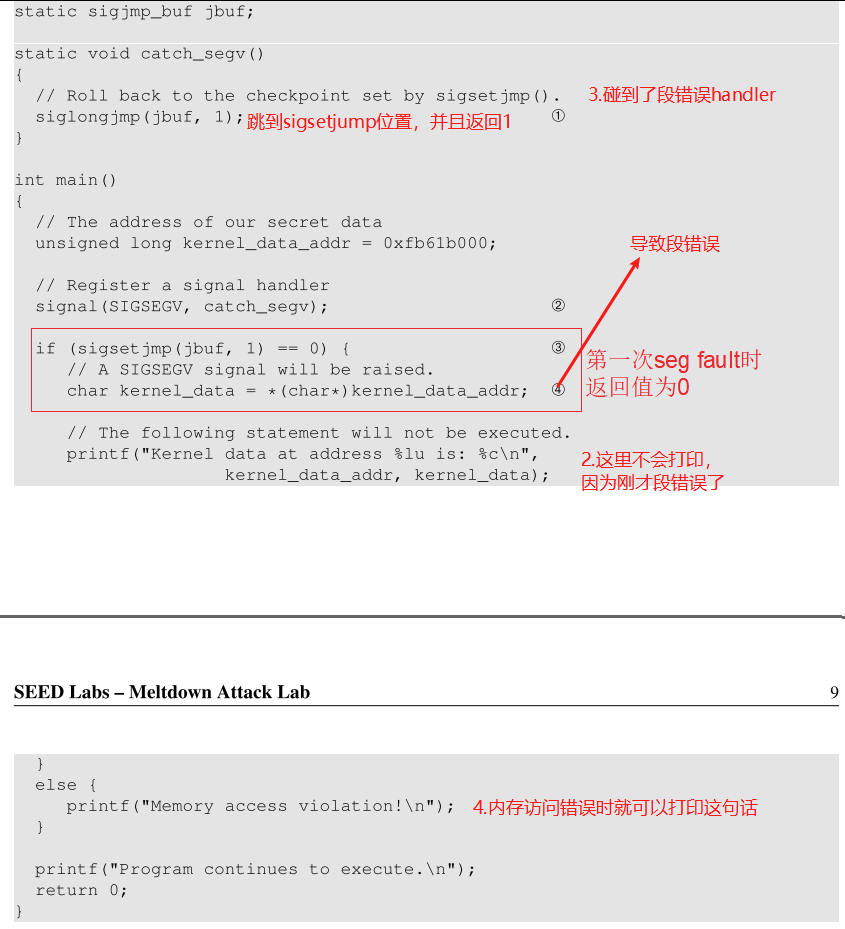 static sigjmp_buf jbuf;
static void catch_segv()
{
// Roll back to the checkpoint set by sigsetjmp().
3.碰到了段错误handler
siglongjmp(jbuf, 1);
跳到sigsetjump位置，并且返回1
①
}
int main()
{
// The address of our secret data
unsigned long kernel_data_addr = 0xfb61b000;
导致段错误
// Register a signal handler
signal(SIGSEGV, catch_segv);
②
if (sigsetjmp(jbuf, 1) == 0) {
③
第一次seg fault时
// A SIGSEGV signal will be raised.
char kernel_data = *(char*)kernel_data_addr;
④
返回值为0
// The following statement will not be executed.
printf("Kernel data at address %lu is: %c\n",
2.这里不会打印，
kernel_data_addr, kernel_data);
因为刚才段错误了
SEED Labs – Meltdown Attack Lab
9
}
else {
printf("Memory access violation!\n");
4.内存访问错误时就可以打印这句话
}
printf("Program continues to execute.\n");
return 0;
}